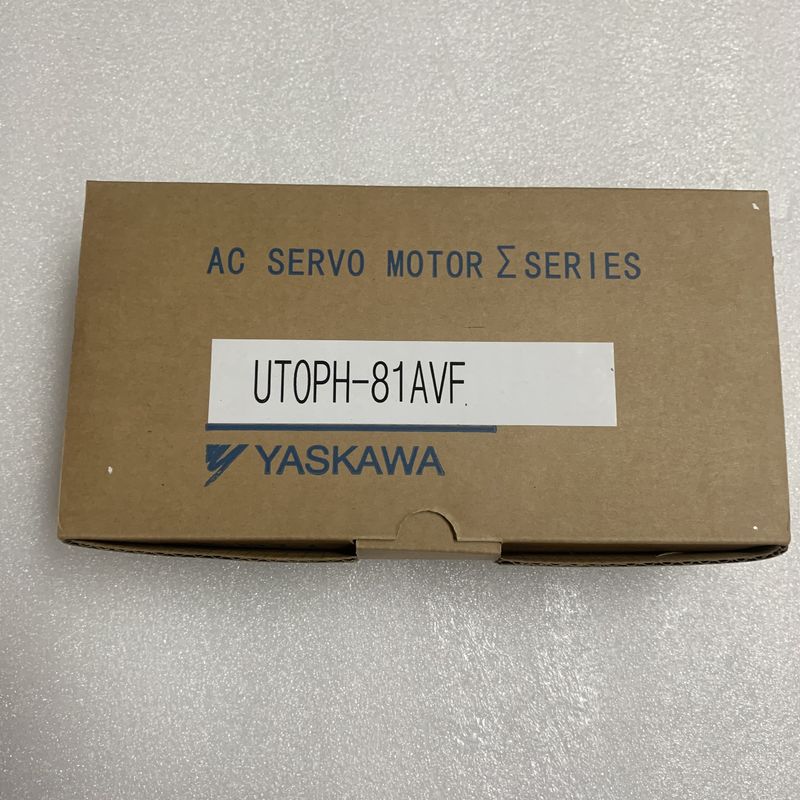 AC SERVO MOTOR Σ SERIES
UTOPH-81AVF
YASKAWA